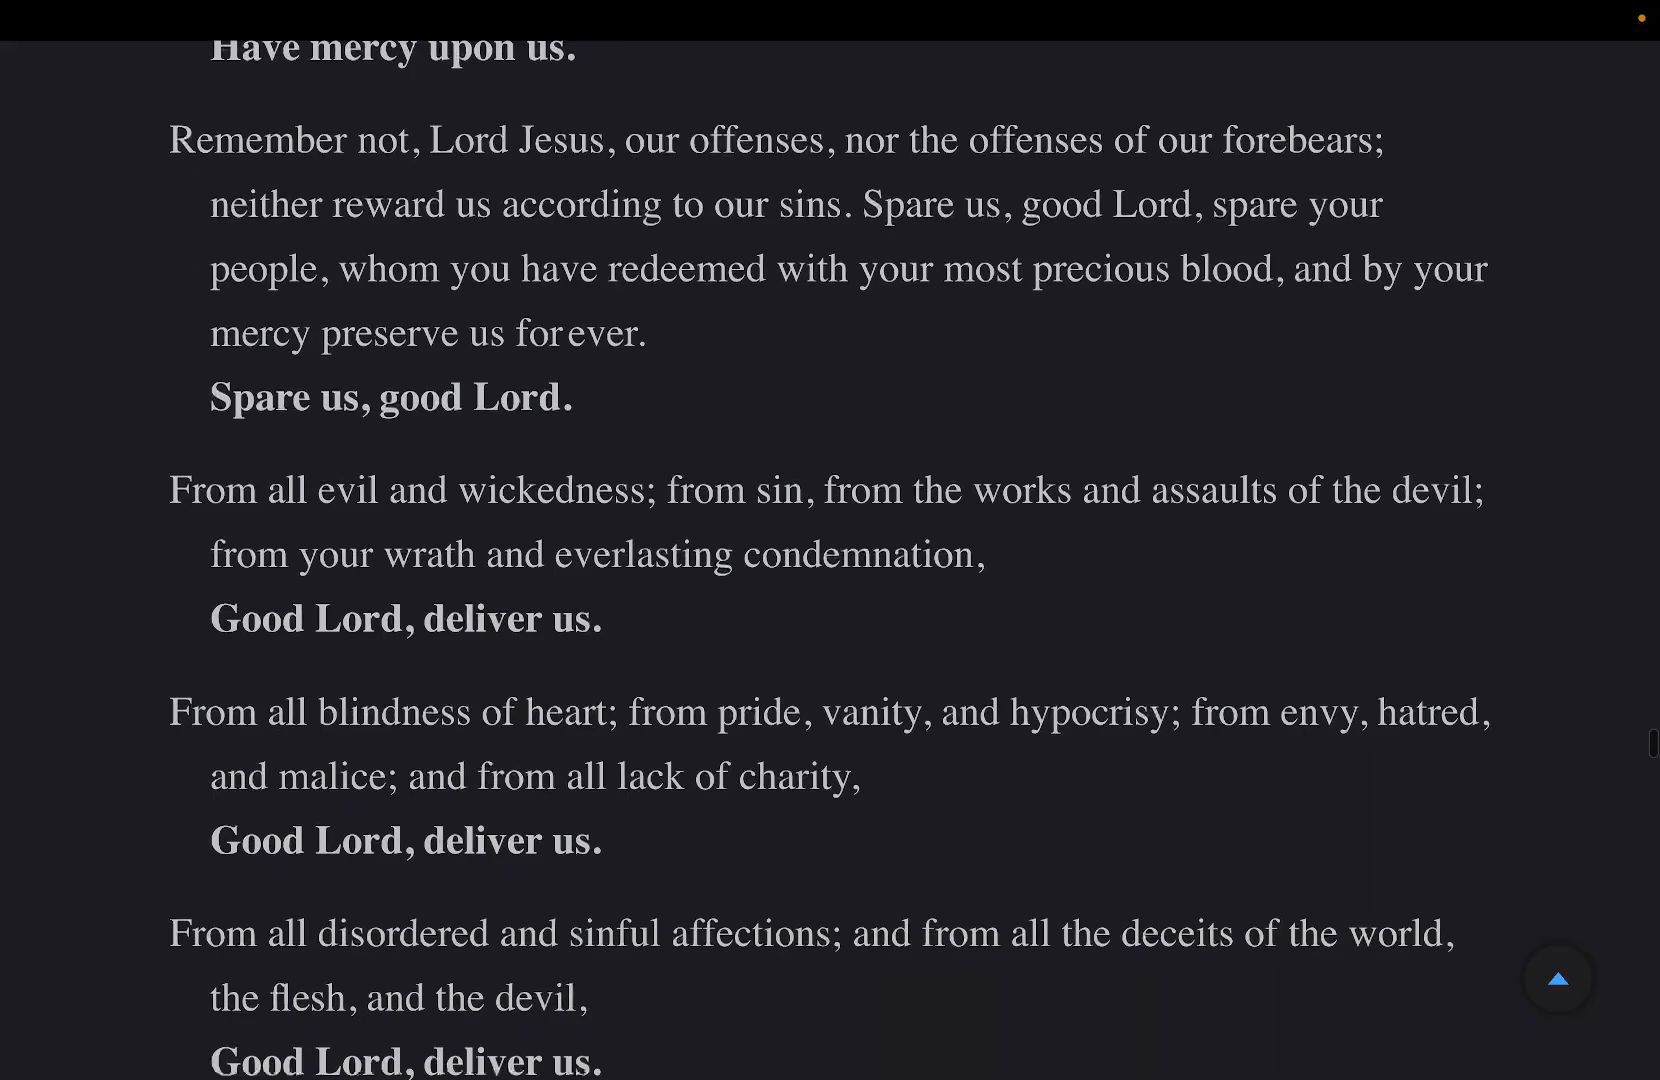 Have mercy upon us.
Remember not, Lord Jesus, our offenses, nor the offenses of our forebears;
neither reward us according to our sins. Spare us, good Lord, spare your
people, whom you have redeemed with your most precious blood, and by your
mercy preserve us for ever.
Spare us, good Lord.
From all evil and wickedness; from sin, from the works and assaults of the devil;
from your wrath and everlasting condemnation,
Good Lord, deliver us.
From all blindness of heart; from pride, vanity, and hypocrisy; from envy, hatred,
and malice; and from all lack of charity,
Good Lord, deliver us.
From all disordered and sinful affections; and from all the deceits of the world,
the flesh, and the devil,
Good Lord, deliver us.